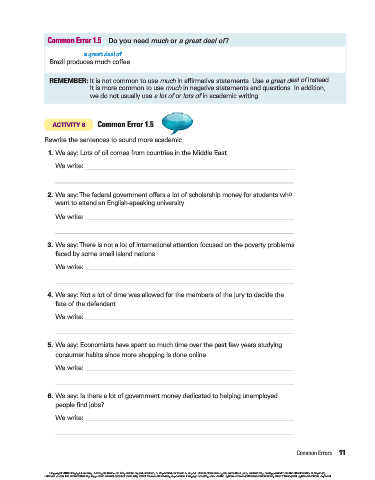 Common Error 1.5 Do you need much or a great deal of?
a great deal of
Brazil produces much coffee
REMEMBER: It is not common to use much in affirmative statements Use a great deal of instead
It is more common to use much in negative statements and questions In addition,
we do not usually use a lot of or lots of in academic writing
ACTIVITY 8 Common Error 1.5
Rewrite the sentences to sound more academic
1. We say: Lots of oil comes from countries in the Middle East
We write:
2. We say: The federal government offers a lot of scholarship money for students who
want to attend an English-speaking university
We write:
3. We say: There is not a lot of international attention focused on the poverty problems
faced by some small island nations
We write:
4. We say: Not a lot of time was allowed for the members of the jury to decide the
fate of the defendant
We write:
5. We say: Economists have spent so much time over the past few years studying
consumer habits since more shopping is done online
We write:
6. We say: Is there a lot of government money dedicated to helping unemployed
people find jobs?
We write:
Common Errors 11